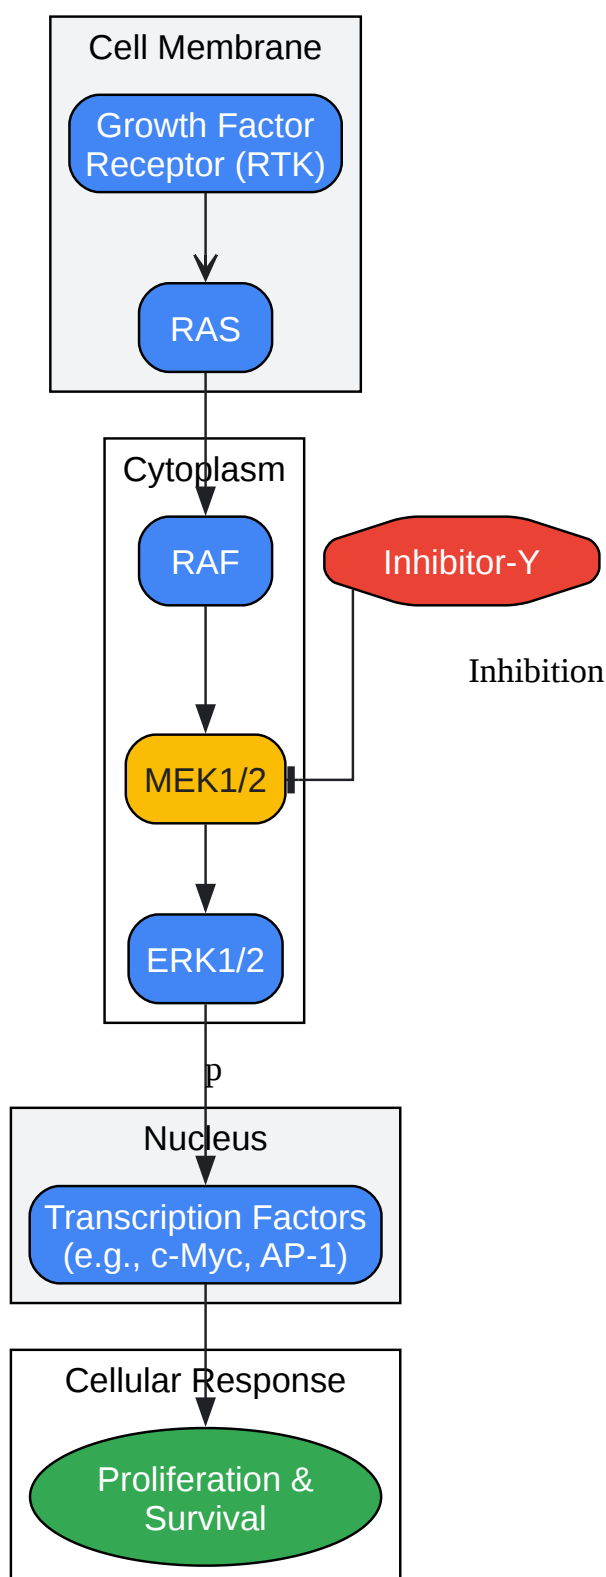 Cell Membrane
Growth Factor
Receptor (RTK)
RAS
Cytoplasm
RAF
Inhibitor-Y
Inhibition
MEK1/2
ERK1/2
p
Nucleus
Transcription Factors
(e.g., c-Myc, AP-1)
Cellular Response
Proliferation &
Survival